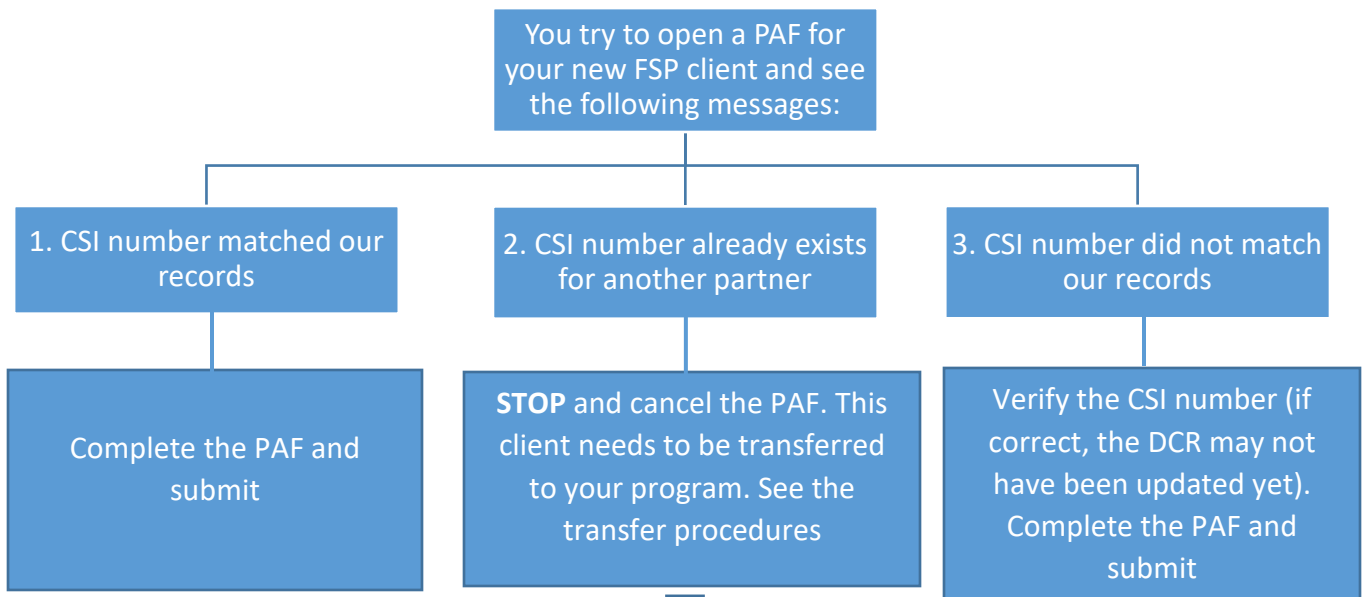 You try to open a PAF for
your new FSP client and see
the following messages:
1. CSI number matched our
records
2. CSI number already exists
for another partner
3. CSI number did not match
our records
Complete the PAF and
submit
STOP and cancel the PAF. This
client needs to be transferred
to your program. See the
transfer procedures
Verify the CSI number (if
correct, the DCR may not
have been updated yet).
Complete the PAF and
submit